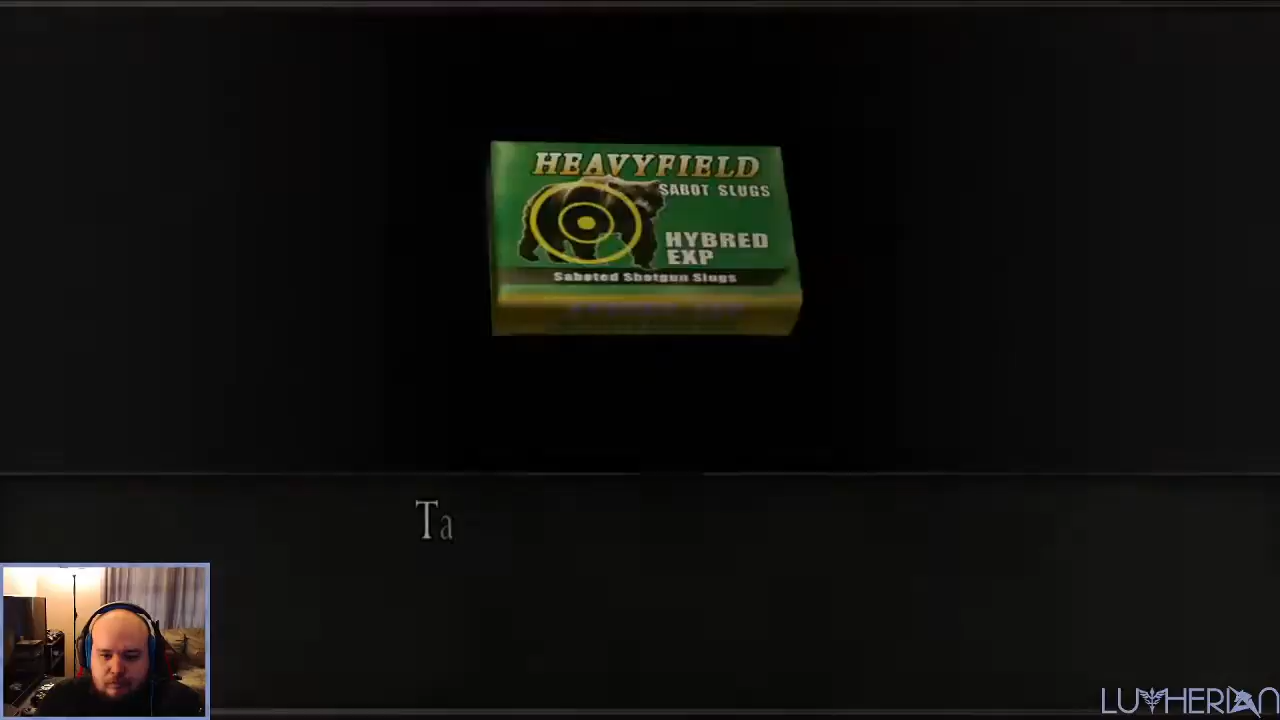 HEAVYFIELD
SABOT SLUGS
HYBRED
EXP
Saboted Shotgun Slugs
Ta
LUTHERIAN